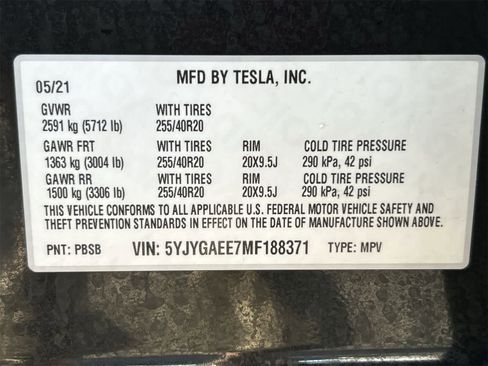 MFD BY TESLA, INC.
05/21
GVWR WITH TIRES
2591 kg (5712 lb) 255/40R20
GAWR FRT WITH TIRES RIM COLD TIRE PRESSURE
1363 kg (3004 lb) 255/40R20 20X9.5J 290 kPa, 42 psi
GAWR RR WITH TIRES RIM COLD TIRE PRESSURE
1500 kg (3306 lb) 255/40R20 20X9.5J 290 kPa, 42 psi
THIS VEHICLE CONFORMS TO ALL APPLICABLE U.S. FEDERAL MOTOR VEHICLE SAFETY AND
THEFT PREVENTION STANDARDS IN EFFECT ON THE DATE OF MANUFACTURE SHOWN ABOVE.
PNT: PBSB VIN: 5YJYGAEE7MF188371 TYPE: MPV